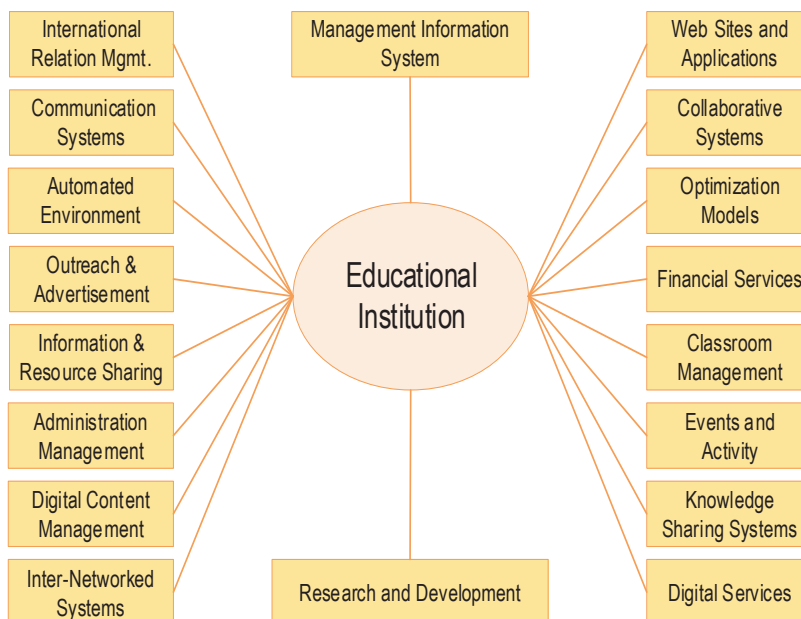 International
Relation Mgmt.
Communication
Systems
Automated
Environment
Outreach &
Advertisement
Information &
Resource Sharing
Administration
Management
Digital Content
Management
Inter-Networked
Systems
Management Information
System
Educational
Institution
Research and Development
Web Sites and
Applications
Collaborative
Systems
Optimization
Models
Financial Services
Classroom
Management
Events and
Activity
Knowledge
Sharing Systems
Digital Services